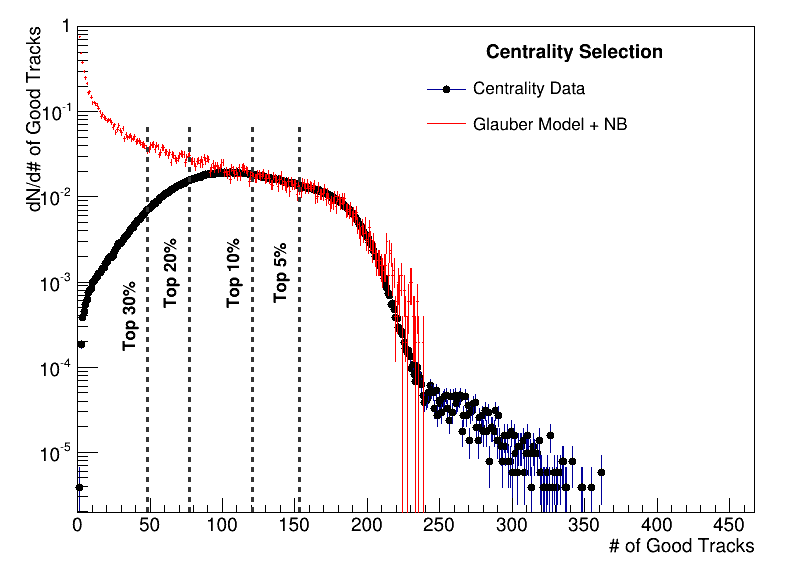 Centrality Selection
Centrality Data
Glauber Model + NB
dN/d# of Good Tracks
1
10^-1
10^-2
10^-3
10^-4
10^-5
Top 30%
Top 20%
Top 10%
Top 5%
0 50 100 150 200 250 300 350 400 450
# of Good Tracks